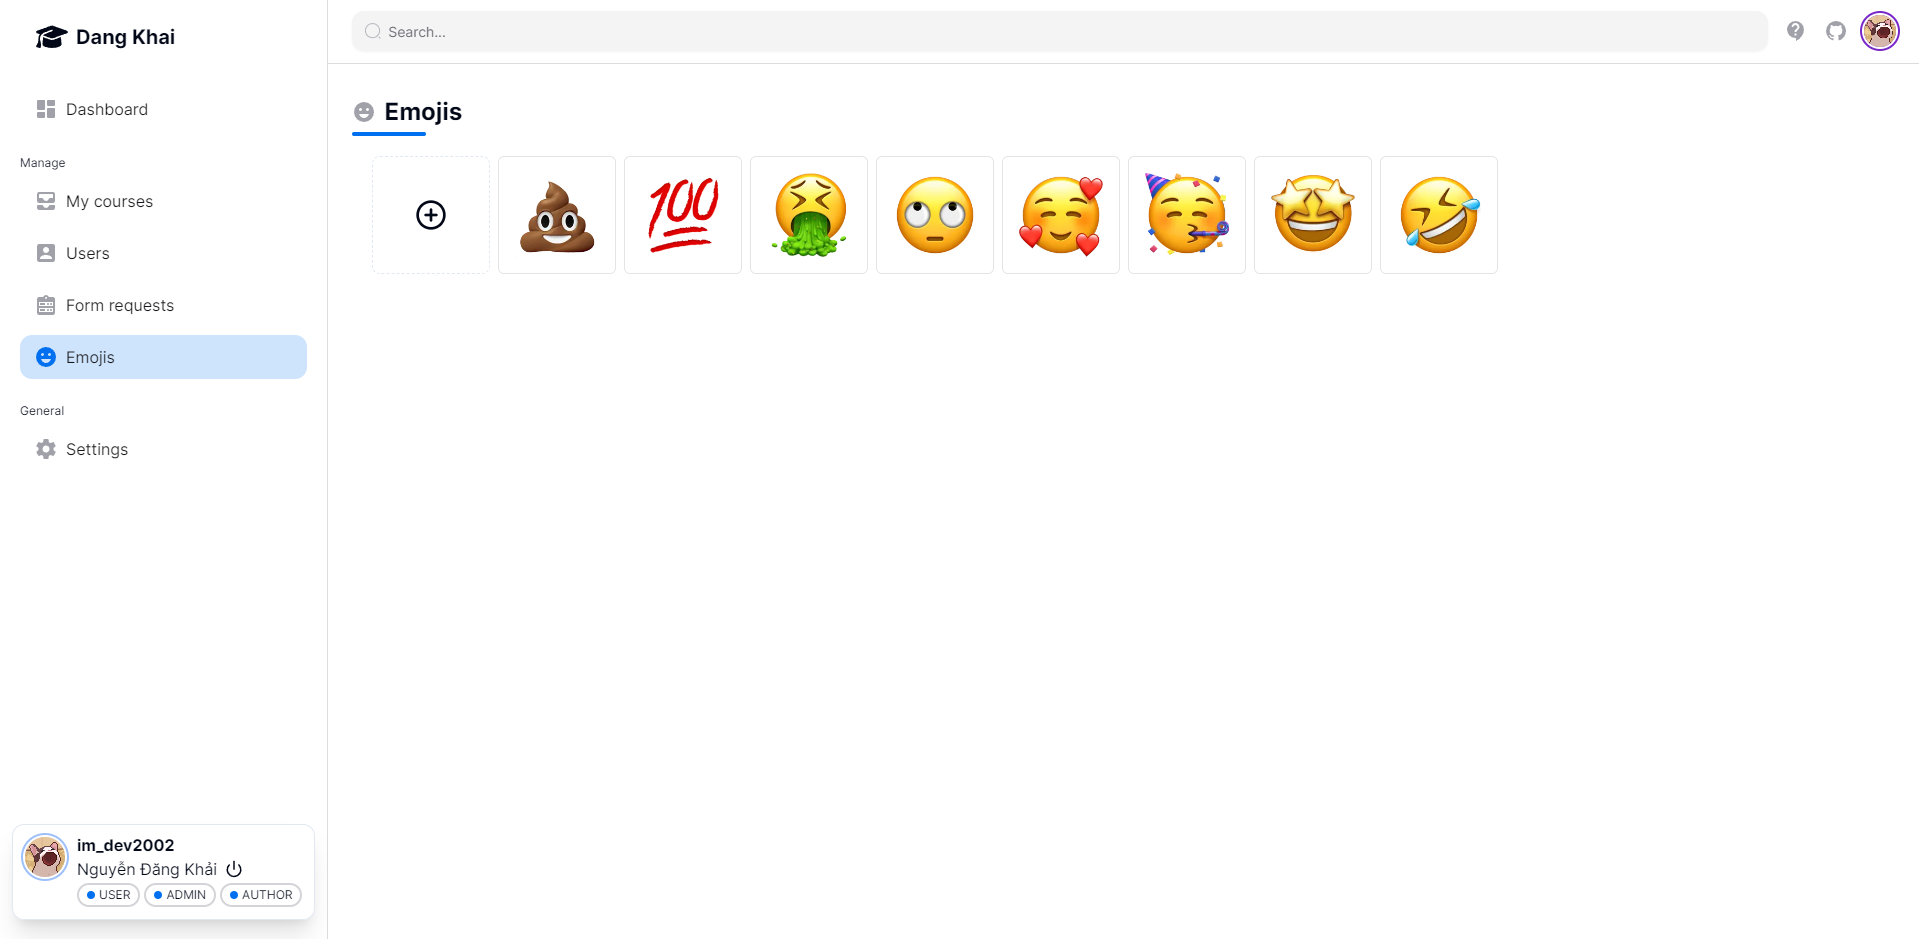 Dang Khai
Search...
Dashboard
Manage
My courses
Users
Form requests
Emojis
General
Settings
Emojis
100
im_dev2002
Nguyễn Đăng Khải
USER ADMIN AUTHOR